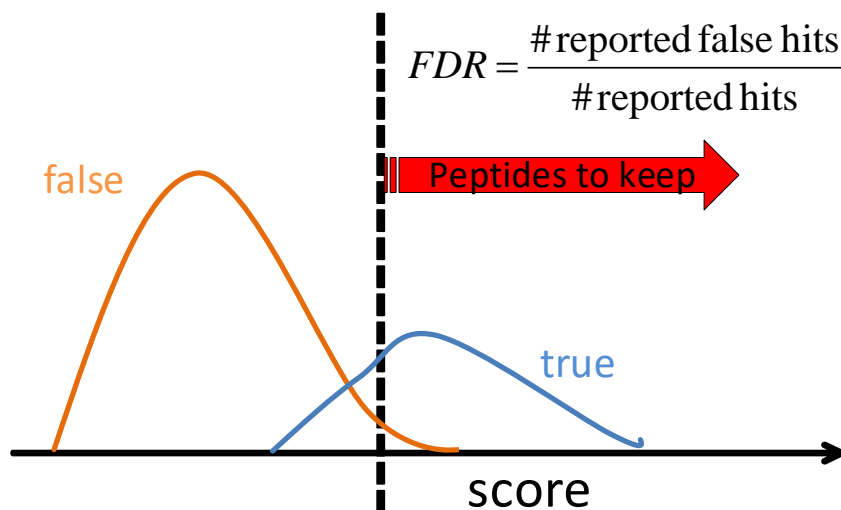 FDR = #reported false hits / #reported hits
false
Peptides to keep
true
score